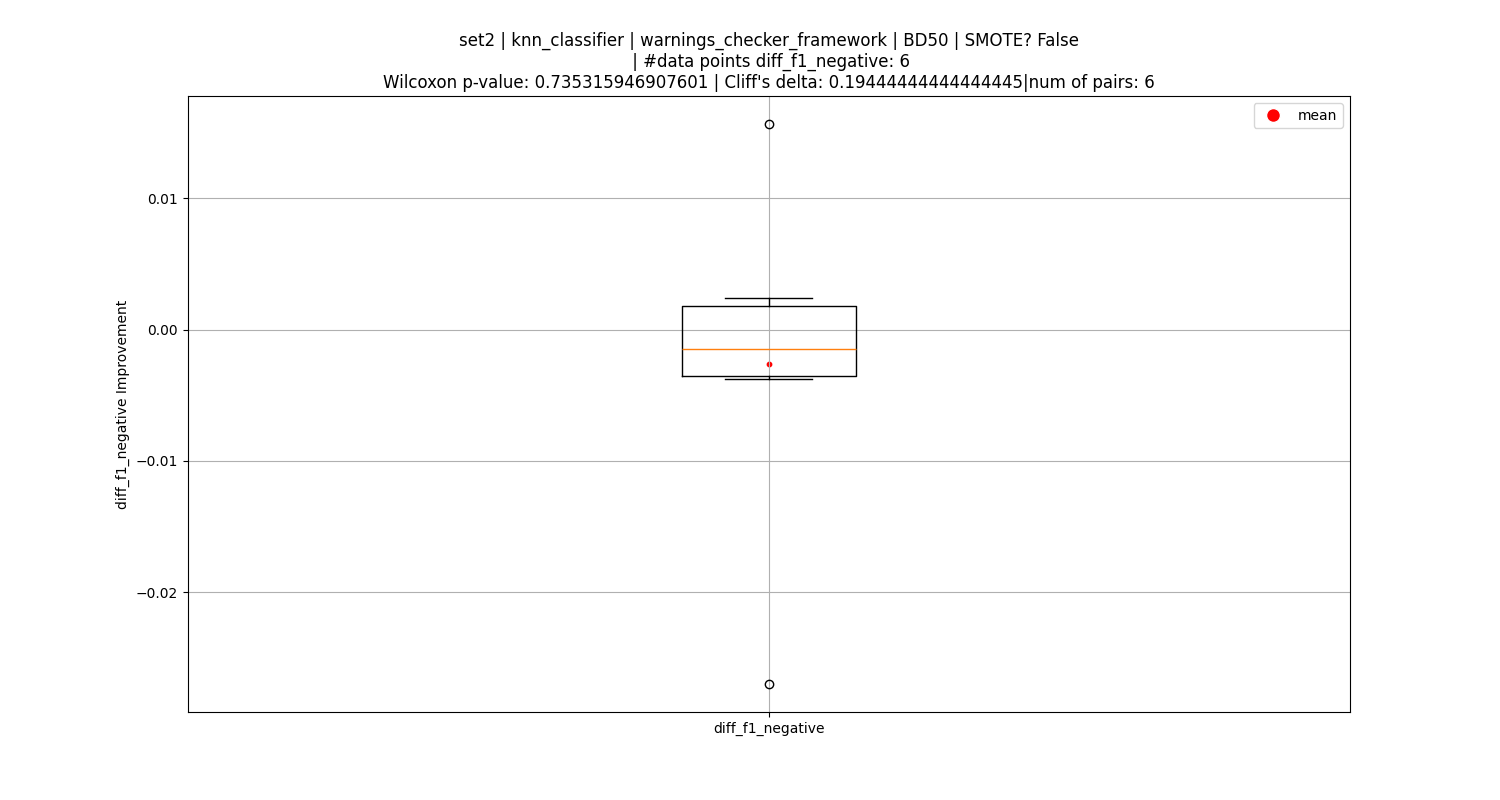 set2 | knn_classifier | warnings_checker_framework | BD50 | SMOTE? False
| #data points diff_f1_negative: 6
Wilcoxon p-value: 0.735315946907601 | Cliff's delta: 0.19444444444444445|num of pairs: 6
mean
0.01
0.00
−0.01
−0.02
diff_f1_negative Improvement
diff_f1_negative